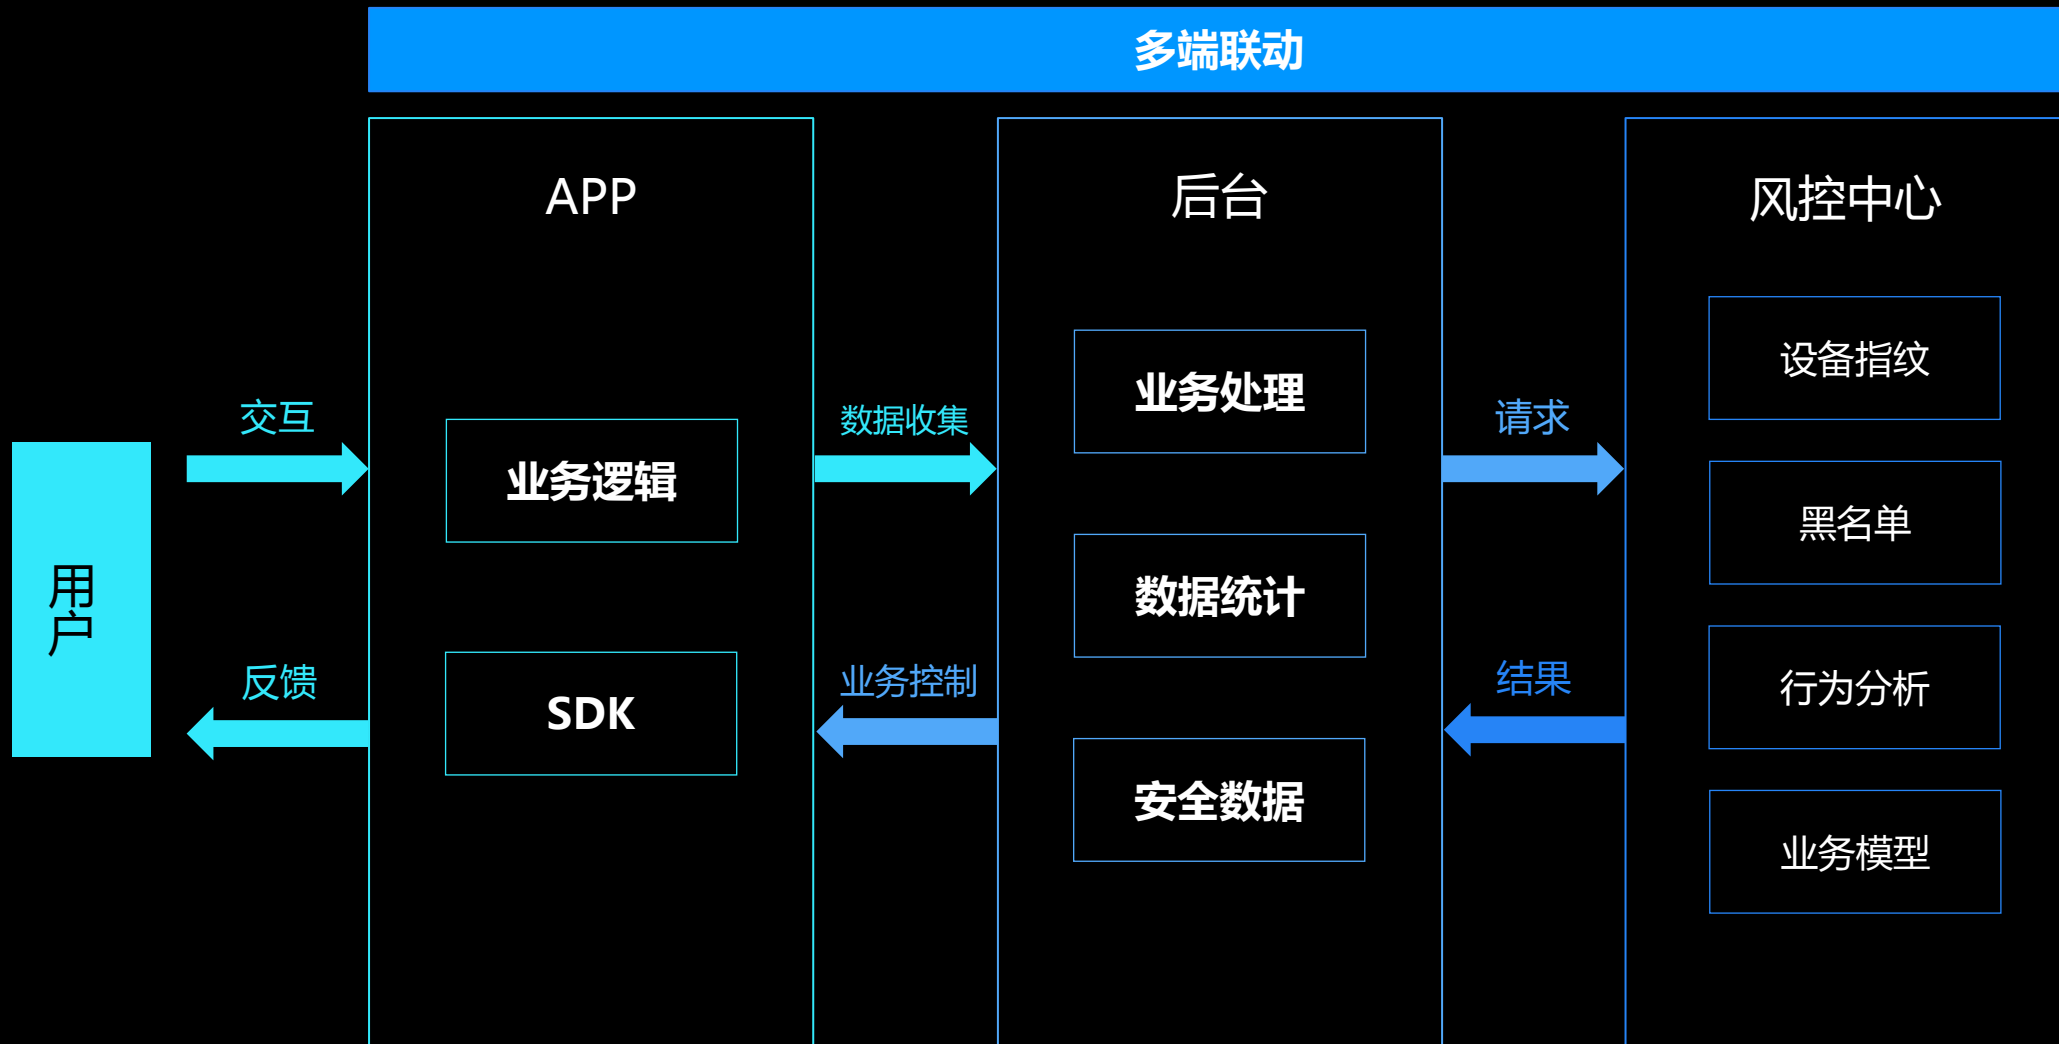 多端联动
APP
后台
风控中心
设备指纹
业务处理
交互
数据收集
请求
业务逻辑
黑名单
用户
数据统计
反馈
业务控制
结果
行为分析
SDK
安全数据
业务模型